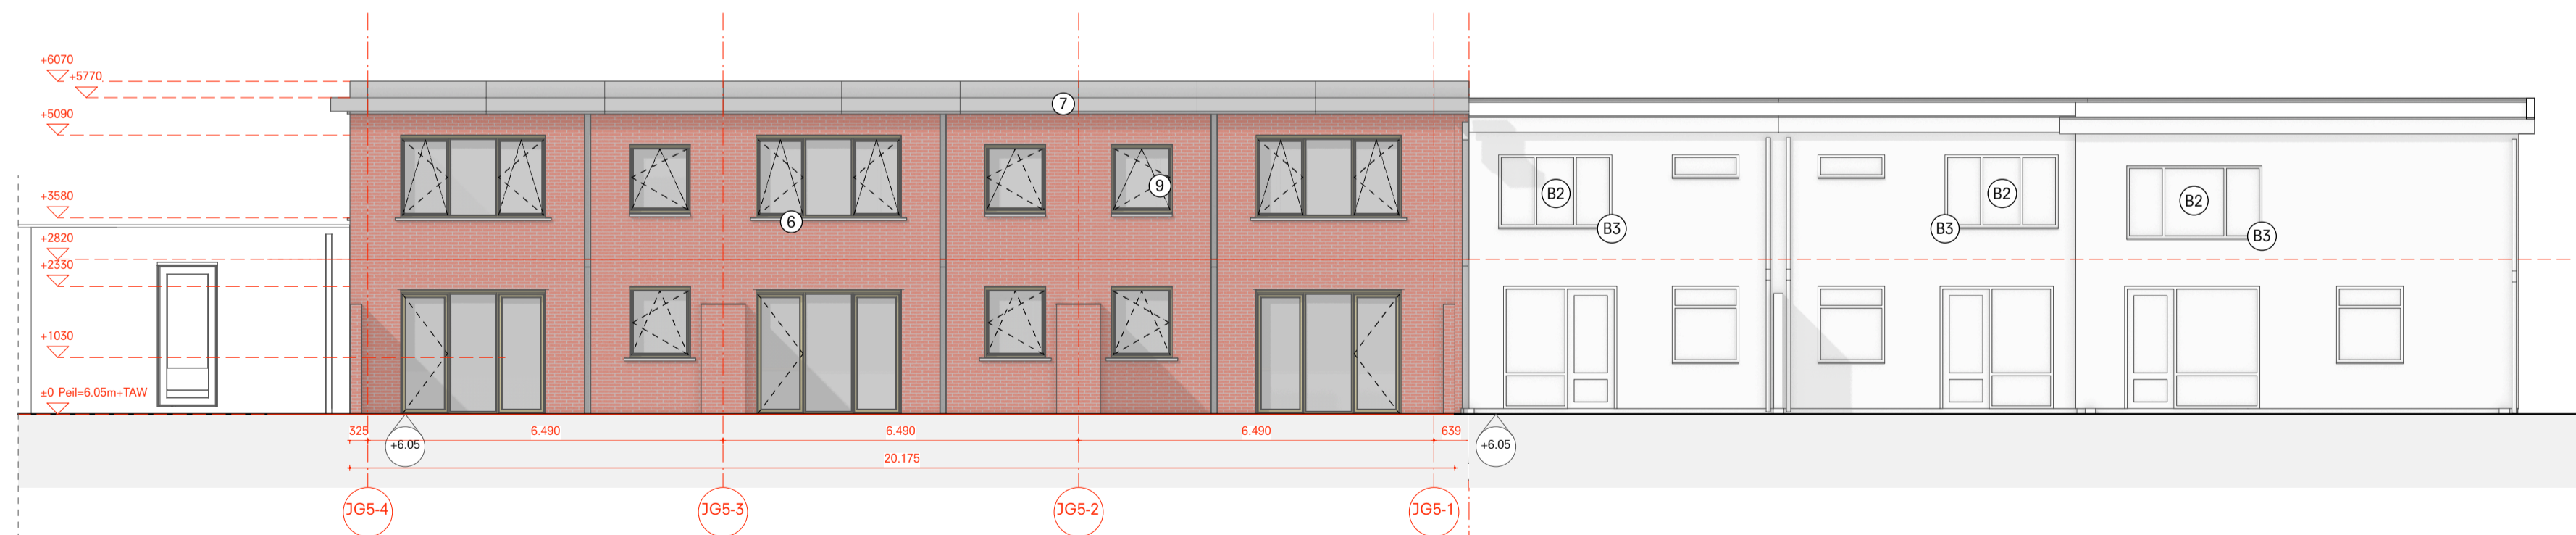 +6070
+5770
7
+5090
9
B2
B2
B2
+3580
6
B3
B3
B3
+2820
+2330
+1030
±0 Peil=6.05m+TAW
325
6.490
6.490
6.490
639
+6.05
+6.05
20.175
JG5-4
JG5-3
JG5-2
JG5-1